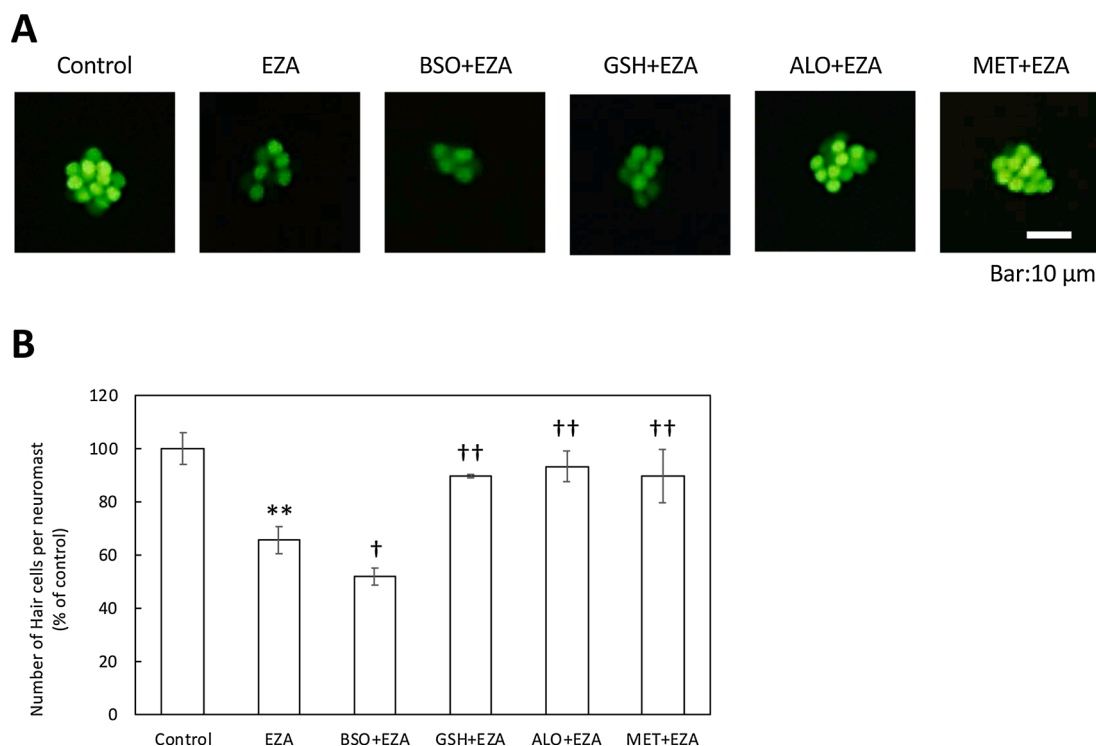 A
Control EZA BSO+EZA GSH+EZA ALO+EZA MET+EZA
Bar:10 μm
B
Number of Hair cells per neuromast
(% of control)
120
100
80
60
40
20
0
**
†
††
††
††
Control EZA BSO+EZA GSH+EZA ALO+EZA MET+EZA